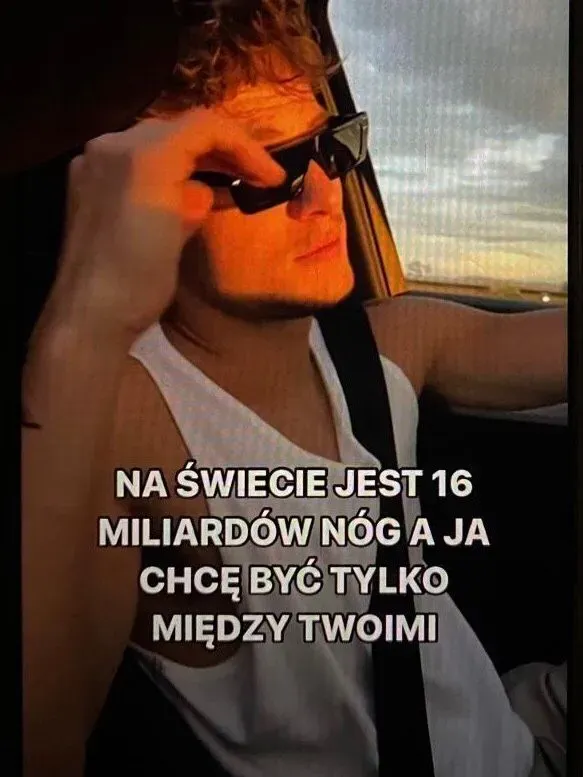 NA ŚWIECIE JEST 16
MILIARDÓW NÓG A JA
CHCĘ BYĆ TYLKO
MIĘDZY TWOIMI